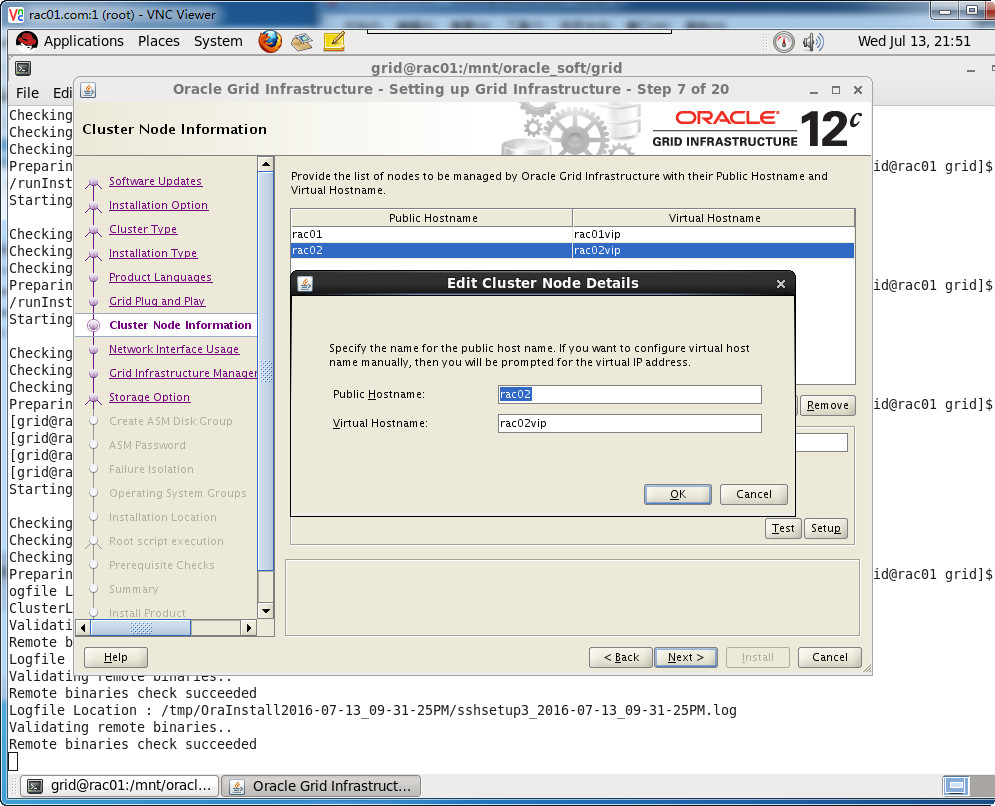 rac01.com:1 (root) - VNC Viewer
Applications Places System Wed Jul 13, 21:51
grid@rac01:/mnt/oracle_soft/grid
File Edi
Oracle Grid Infrastructure - Setting up Grid Infrastructure - Step 7 of 20
Cluster Node Information
ORACLE
GRID INFRASTRUCTURE
12c
Checking
Checking
Checking
Preparin
id@rac01 grid]$
/runInst
Starting
Checking
Checking
Checking
Preparin
id@rac01 grid]$
/runInst
Starting
Checking
Checking
Checking
Preparin
id@rac01 grid]$
[grid@ra
[grid@ra
[grid@ra
[grid@ra
Starting
Checking
Checking
Checking
Preparin
id@rac01 grid]$
ogfile L
ClusterL
Validati
Remote b
Logfile
Validating remote binaries..
Remote binaries check succeeded
Logfile Location : /tmp/OraInstall2016-07-13_09-31-25PM/sshsetup3_2016-07-13_09-31-25PM.log
Validating remote binaries..
Remote binaries check succeeded
Software Updates
Installation Option
Cluster Type
Installation Type
Product Languages
Grid Plug and Play
Cluster Node Information
Network Interface Usage
Grid Infrastructure Manager
Storage Option
Create ASM Disk Group
ASM Password
Failure Isolation
Operating System Groups
Installation Location
Root script execution
Prerequisite Checks
Summary
Install Product
Provide the list of nodes to be managed by Oracle Grid Infrastructure with their Public Hostname and
Virtual Hostname.
Public Hostname Virtual Hostname
rac01 rac01vip
rac02 rac02vip
Edit Cluster Node Details
Specify the name for the public host name. If you want to configure virtual host
name manually, then you will be prompted for the virtual IP address.
Public Hostname: rac02
Virtual Hostname: rac02vip
OK Cancel
Remove
Test Setup
Help < Back Next > Install Cancel
grid@rac01:/mnt/oracl... Oracle Grid Infrastruct...